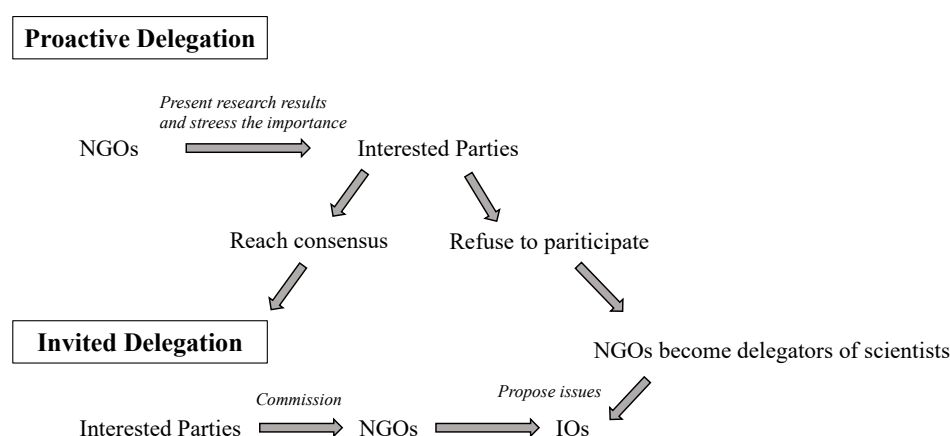 Proactive Delegation
Present research results
and streess the importance
NGOs
Interested Parties
Reach consensus
Refuse to pariticipate
Invited Delegation
NGOs become delegators of scientists
Commission
Propose issues
Interested Parties
NGOs
IOs